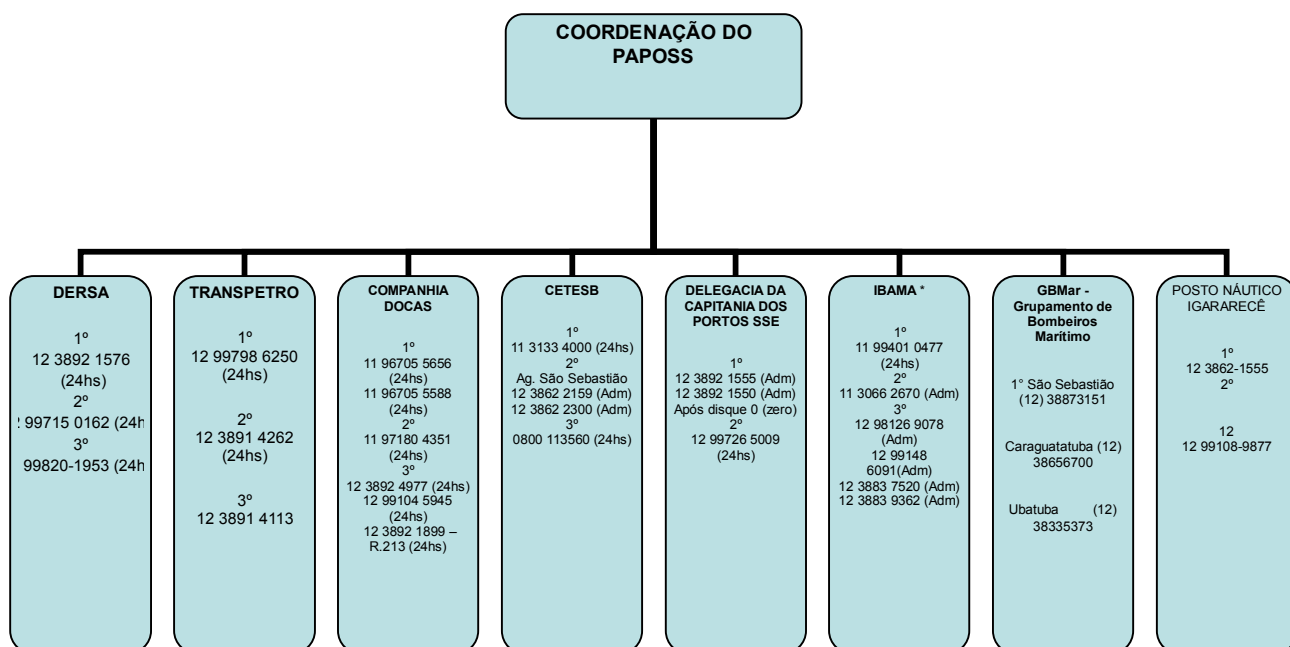 COORDENAÇÃO DO
PAPOSS
DERSA
1º
12 3892 1576
(24hs)
2º
99715 0162 (24h
3º
99820-1953 (24h
TRANSPETRO
1º
12 99798 6250
(24hs)
2º
12 3891 4262
(24hs)
3º
12 3891 4113
COMPANHIA
DOCAS
1º
11 96705 5656
(24hs)
11 96705 5588
(24hs)
2º
11 97180 4351
(24hs)
3º
12 3892 4977 (24hs)
12 99104 5945
(24hs)
12 3892 1899 –
R.213 (24hs)
CETESB
1º
11 3133 4000 (24hs)
2º
Ag. São Sebastião
12 3862 2159 (Adm)
12 3862 2300 (Adm)
3º
0800 113560 (24hs)
DELEGACIA DA
CAPITANIA DOS
PORTOS SSE
1º
12 3892 1555 (Adm)
12 3892 1550 (Adm)
Após disque 0 (zero)
2º
12 99726 5009
(24hs)
IBAMA *
1º
11 99401 0477
(24hs)
2º
11 3066 2670 (Adm)
3º
12 98126 9078
(Adm)
12 99148
6091(Adm)
12 3883 7520 (Adm)
12 3883 9362 (Adm)
GBMar -
Grupamento de
Bombeiros
Marítimo
1° São Sebastião
(12) 38873151
Caraguatatuba (12)
38656700
Ubatuba (12)
38335373
POSTO NÁUTICO
IGARARECÊ
1º
12 3862-1555
2º
12
12 99108-9877